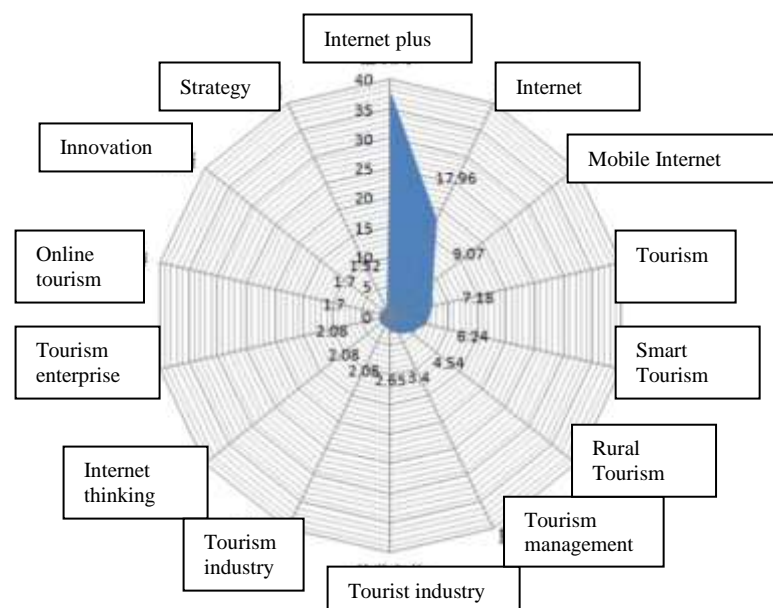 Internet plus
Strategy
Internet
Innovation
Mobile Internet
Online
tourism
Tourism
Tourism
enterprise
Smart
Tourism
Internet
thinking
Rural
Tourism
Tourism
industry
Tourism
management
Tourist industry
40
35
30
25
20
15
10
5
0
17.96
9.07
7.18
6.24
4.54
3.4
2.65
2.08
2.08
2.08
1.7
1.7
1.52